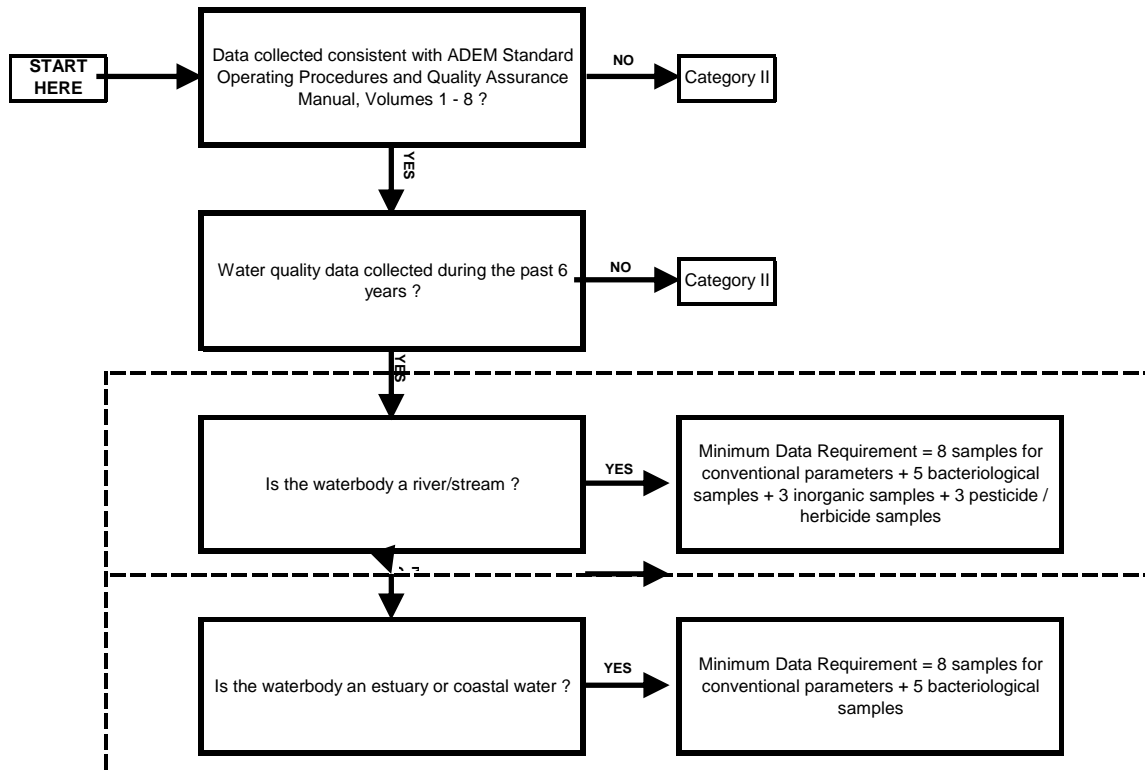 START
HERE
Data collected consistent with ADEM Standard
Operating Procedures and Quality Assurance
Manual, Volumes 1 - 8 ?
NO
Category II
YES
Water quality data collected during the past 6
years ?
NO
Category II
YES
Is the waterbody a river/stream ?
YES
Minimum Data Requirement = 8 samples for
conventional parameters + 5 bacteriological
samples + 3 inorganic samples + 3 pesticide /
herbicide samples
Is the waterbody an estuary or coastal water ?
YES
Minimum Data Requirement = 8 samples for
conventional parameters + 5 bacteriological
samples